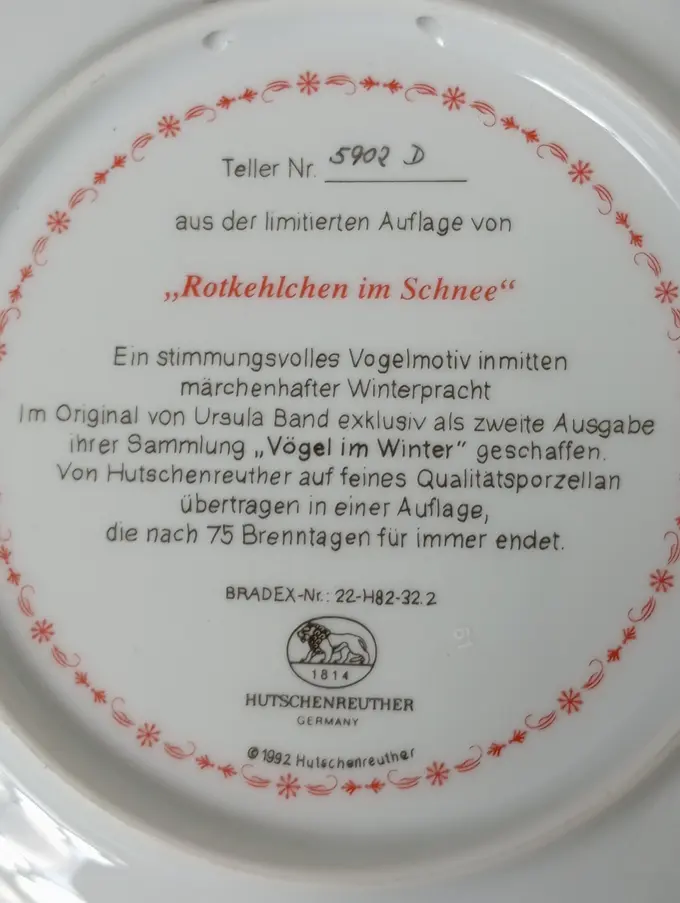 Teller Nr. 5902 D
aus der limitierten Auflage von
„Rotkehlchen im Schnee“
Ein stimmungsvolles Vogelmotiv inmitten
märchenhafter Winterpracht
Im Original von Ursula Band exklusiv als zweite Ausgabe
ihrer Sammlung „Vögel im Winter” geschaffen.
Von Hutschenreuther auf feines Qualitätsporzellan
übertragen in einer Auflage,
die nach 75 Brenntagen für immer endet.
BRADEX-Nr.: 22-H82-32.2
1814
HUTSCHENREUTHER
GERMANY
©1992 Hutschenreuther